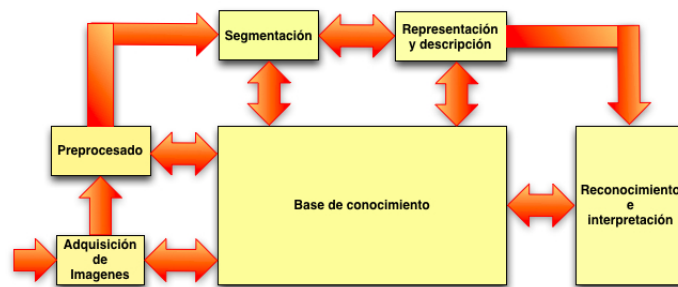 Segmentación
Representación
y descripción
Preprocesado
Base de conocimiento
Reconocimiento
e
interpretación
Adquisición
de
Imagenes